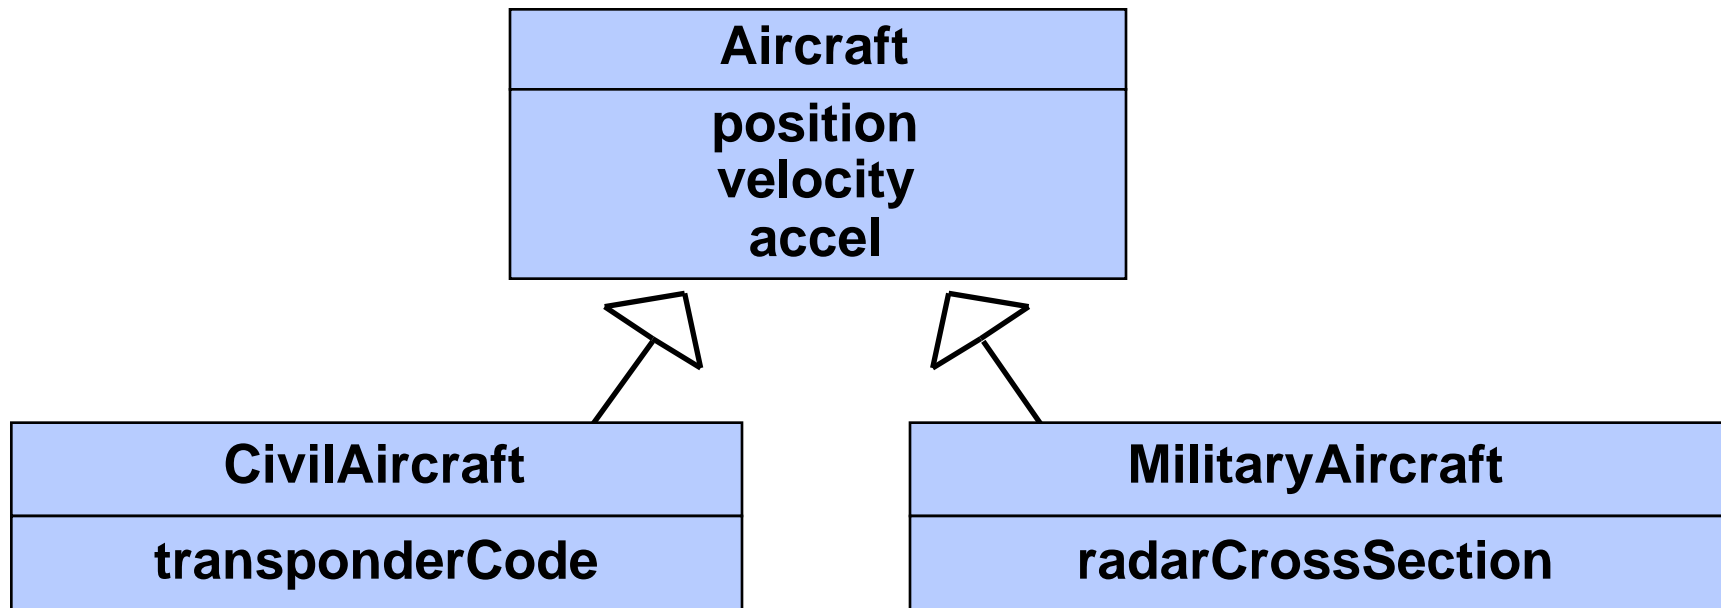 Aircraft
position
velocity
accel
CivilAircraft
transponderCode
MilitaryAircraft
radarCrossSection